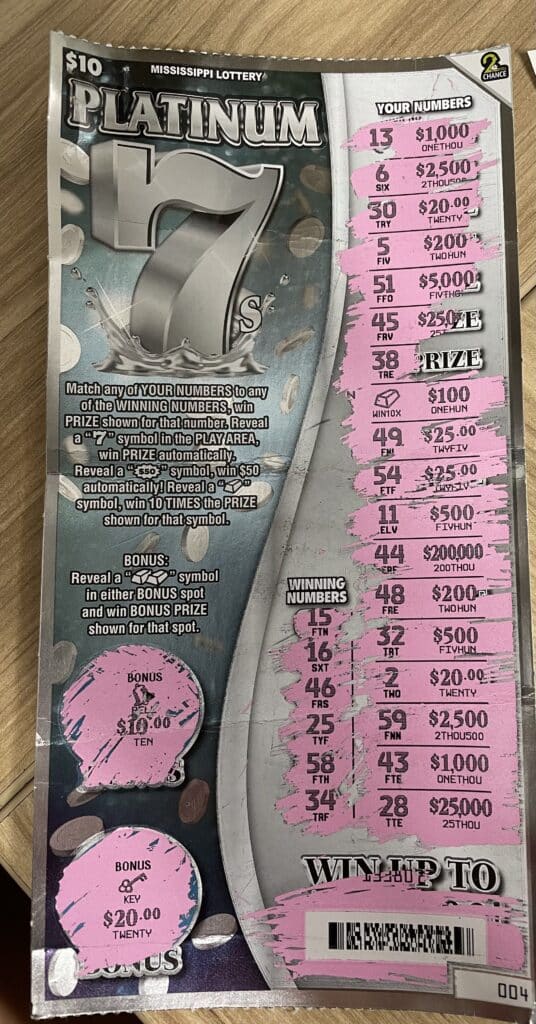 $10
MISSISSIPPI LOTTERY
2nd CHANCE
PLATINUM
7s
Match any of YOUR NUMBERS to any
of the WINNING NUMBERS, win
PRIZE shown for that number. Reveal
a "7" symbol in the PLAY AREA,
win PRIZE automatically.
Reveal a "$50" symbol, win $50
automatically! Reveal a " "
symbol, win 10 TIMES the PRIZE
shown for that symbol.
BONUS:
Reveal a " " symbol
in either BONUS spot
and win BONUS PRIZE
shown for that spot.
BONUS
$10.00
TEN
BONUS
KEY
$20.00
TWENTY
BONUS
WINNING
NUMBERS
15
FTN
16
SXT
46
FRS
25
TYF
58
FTH
34
TRF
YOUR NUMBERS
13 $1,000
ONETHOU
6 $2,500
SIX
30 $20.00
TRY TWENTY
5 $200
FIV TWOHUN
51 $5,000
FFO
45
FRV
38 PRIZE
TRE
$100
WIN10X ONEHUN
49 $25.00
TWYFIV
54 $25.00
FTF TWYFIV
11 $500
ELV FIVHUN
44 $200,000
FRF 200THOU
48 $200
FRE TWOHUN
32 $500
TRT FIVHUN
2 $20.00
TWO TWENTY
59 $2,500
FNN 2THOU500
43 $1,000
FTE ONETHOU
28 $25,000
TTE 25THOU
WIN UP TO
004